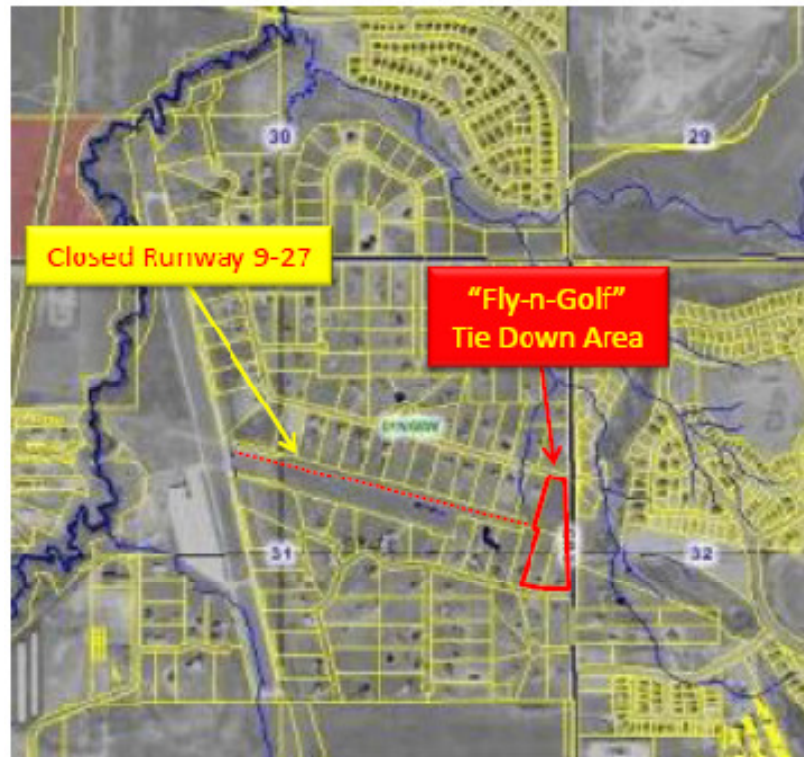 30
29
Closed Runway 9-27
“Fly-n-Golf”
Tie Down Area
31
32